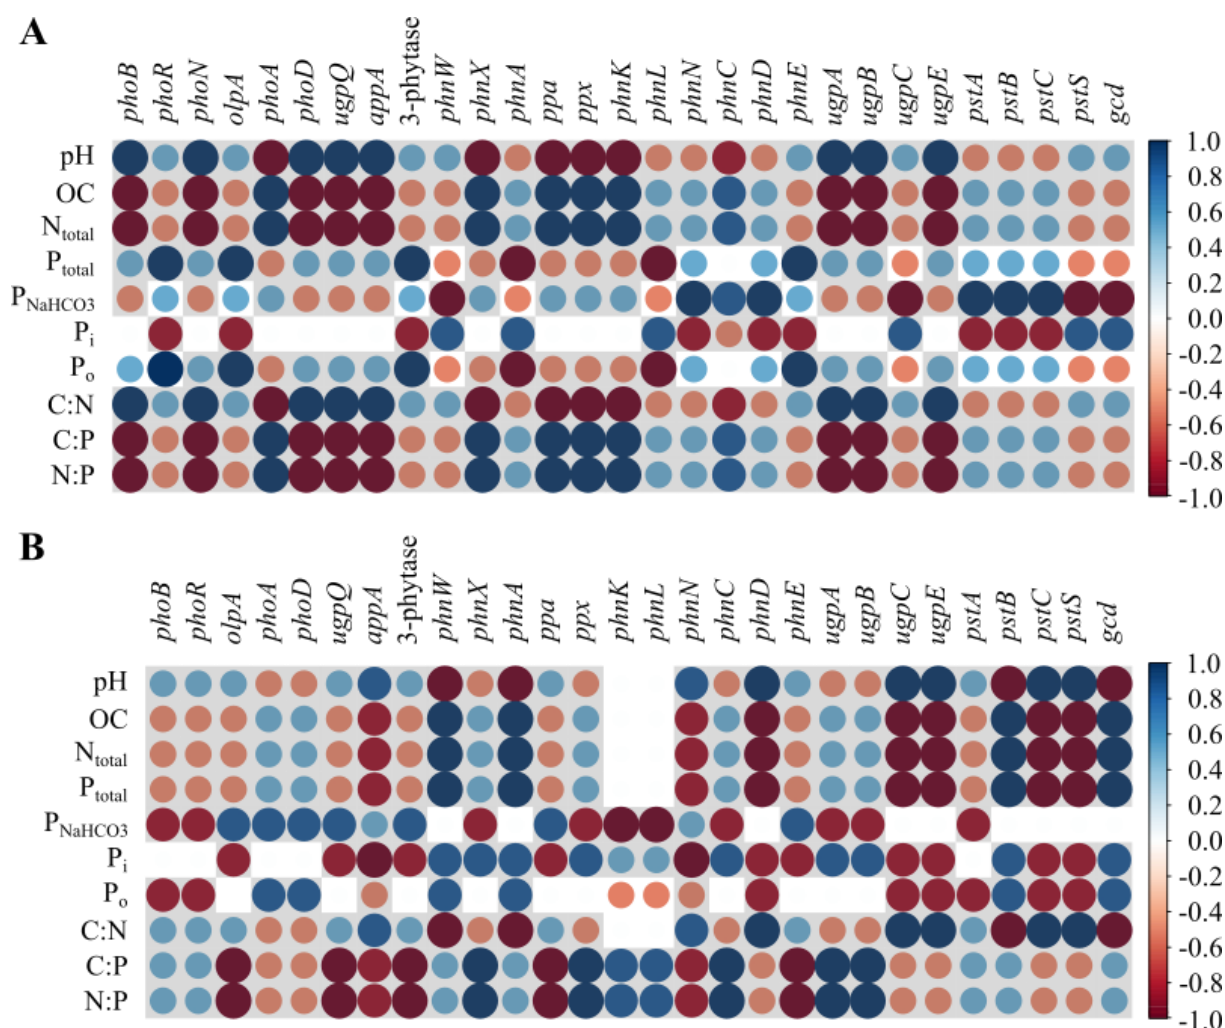 A
phoB phoR phoN olpA phoA phoD ugpQ appA 3-phytase phnW phnX phnA ppa ppx phnK phnL phnN phnC phnD phnE ugpA ugpB ugpC ugpE pstA pstB pstC pstS gcd
pH
OC
Ntotal
Ptotal
PNaHCO3
Pi
Po
C:N
C:P
N:P
1.0
0.8
0.6
0.4
0.2
0.0
-0.2
-0.4
-0.6
-0.8
-1.0
B
phoB phoR olpA phoA phoD ugpQ appA 3-phytase phnW phnX phnA ppa ppx phnK phnL phnN phnC phnD phnE ugpA ugpB ugpC ugpE pstA pstB pstC pstS gcd
pH
OC
Ntotal
Ptotal
PNaHCO3
Pi
Po
C:N
C:P
N:P
1.0
0.8
0.6
0.4
0.2
0.0
-0.2
-0.4
-0.6
-0.8
-1.0